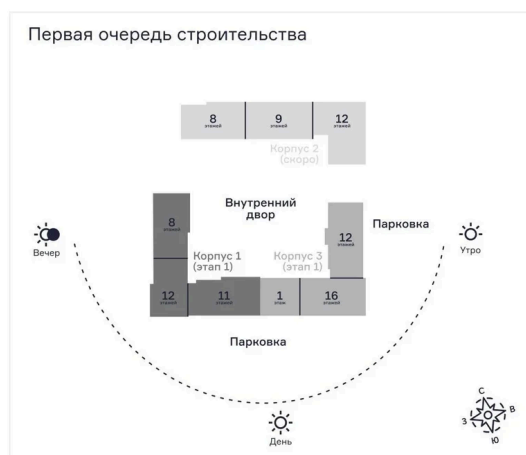 Первая очередь строительства
8
этажей
9
этажей
12
этажей
Корпус 2
(скоро)
Внутренний
двор
8
этажей
12
этажей
Парковка
Вечер
Утро
Корпус 1
(этап 1)
Корпус 3
(этап 1)
12
этажей
11
этажей
1
этаж
16
этажей
Парковка
День
С
В
З
Ю